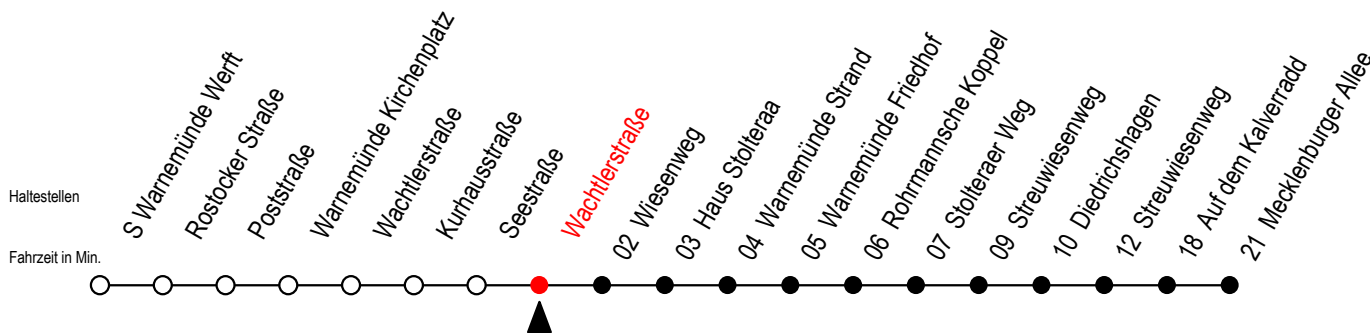 S Warnemünde Werft
Rostocker Straße
Poststraße
Warnemünde Kirchenplatz
Wachtlerstraße
Kurhausstraße
Seestraße
Wachtlerstraße
02 Wiesenweg
03 Haus Stolteraa
04 Warnemünde Strand
05 Warnemünde Friedhof
06 Rohrmannsche Koppel
07 Stolteraer Weg
09 Streuwiesenweg
10 Diedrichshagen
12 Streuwiesenweg
18 Auf dem Kalverradd
21 Mecklenburger Allee
Haltestellen
Fahrzeit in Min.